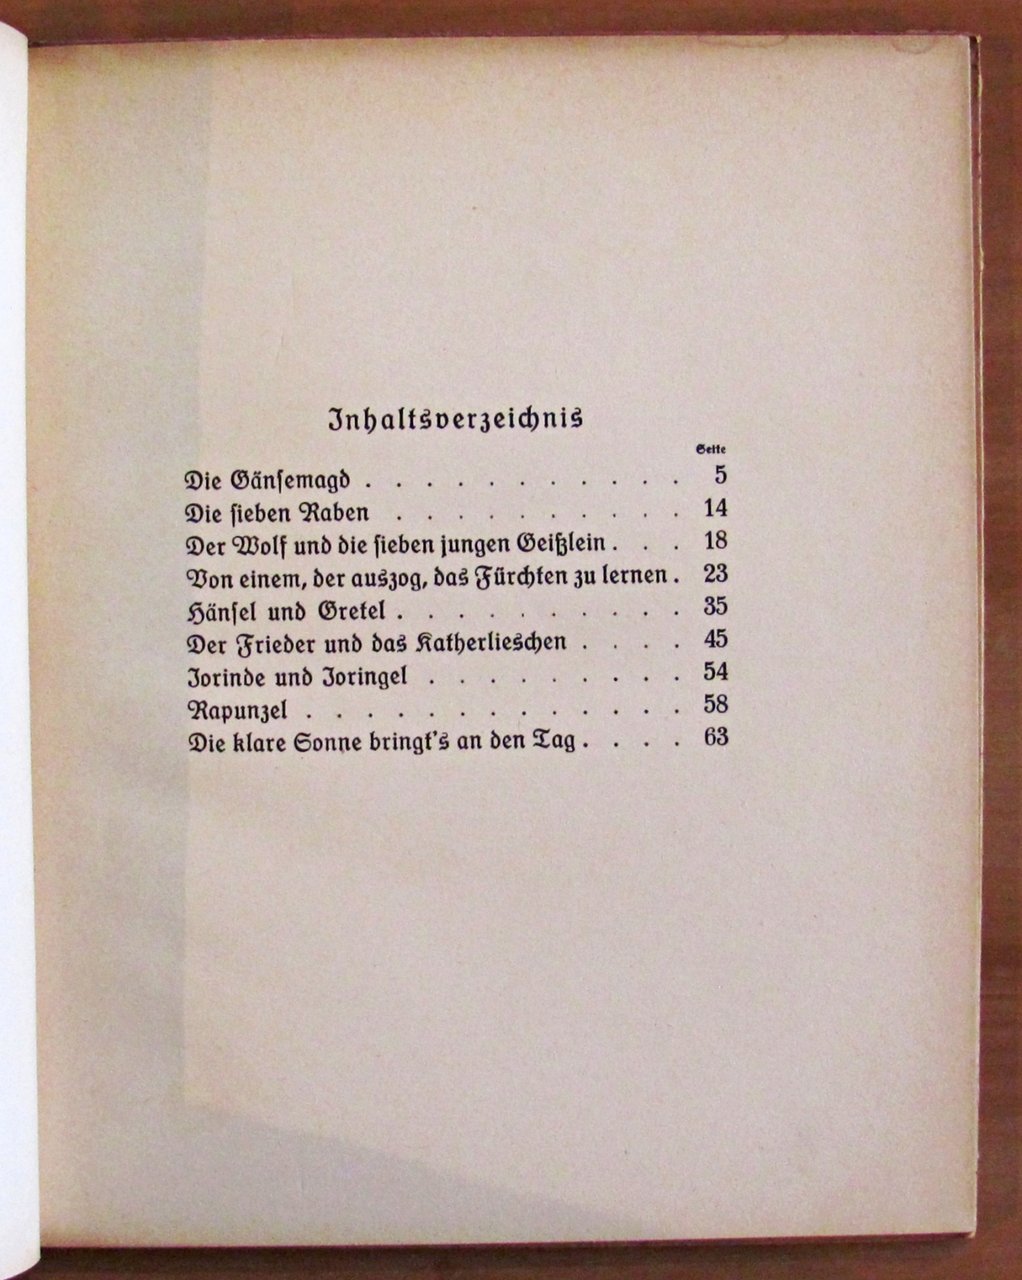 Inhaltsverzeichnis
Seite
Die Gänsemagd . . . . . . . . . . . 5
Die sieben Raben . . . . . . . . . . 14
Der Wolf und die sieben jungen Geißlein . . . 18
Von einem, der auszog, das Fürchten zu lernen . 23
Hänsel und Gretel . . . . . . . . . . 35
Der Frieder und das Katherlieschen . . . . 45
Jorinde und Joringel . . . . . . . . . 54
Rapunzel . . . . . . . . . . . . . 58
Die klare Sonne bringt's an den Tag . . . . 63